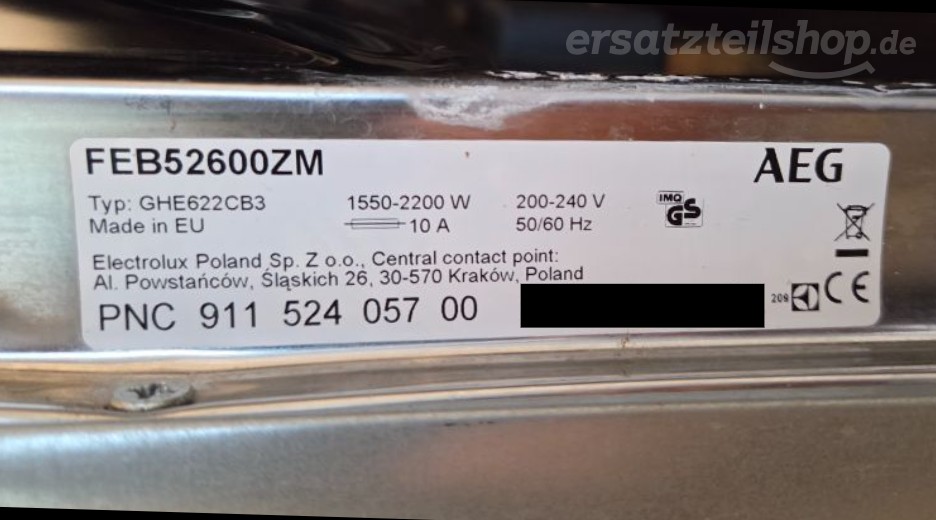 ersatzteilshop.de
FEB52600ZM
AEG
Typ: GHE622CB3 1550-2200 W 200-240 V
IMQ
GS
Made in EU 10 A 50/60 Hz
Electrolux Poland Sp. Z o.o., Central contact point:
Al. Powstańców, Śląskich 26, 30-570 Kraków, Poland
PNC 911 524 057 00
CE